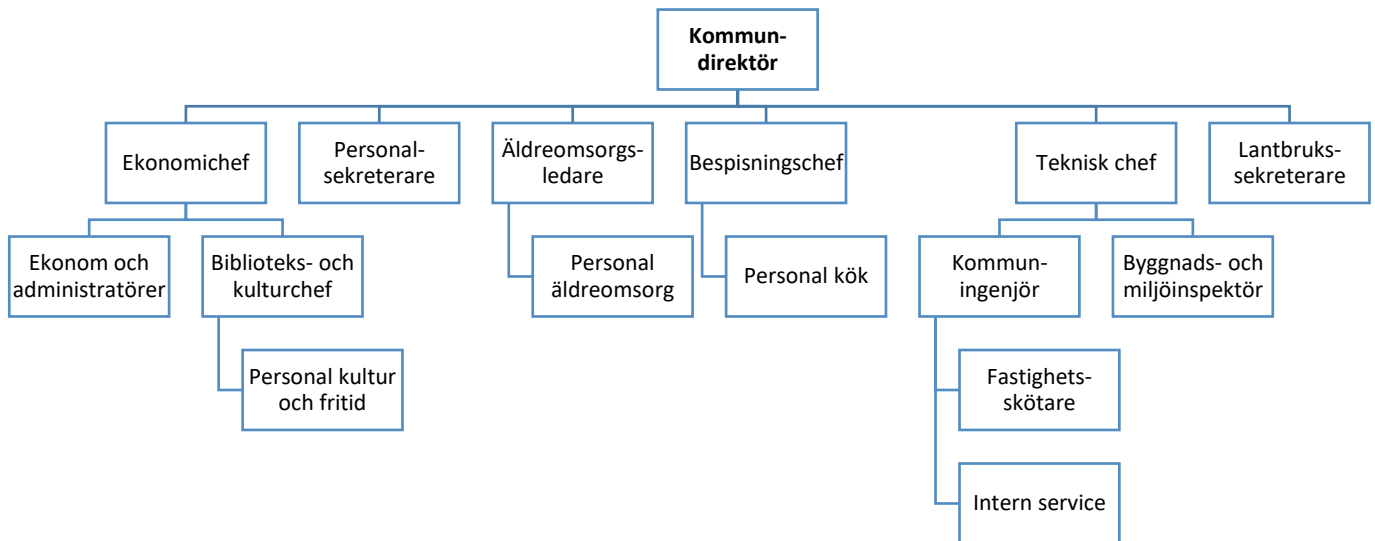 Kommun-
direktör
Ekonomichef
Personal-
sekreterare
Äldreomsorgs-
ledare
Bespisningschef
Teknisk chef
Lantbruks-
sekreterare
Ekonom och
administratörer
Biblioteks- och
kulturchef
Personal
äldreomsorg
Personal kök
Kommun-
ingenjör
Byggnads- och
miljöinspektör
Personal kultur
och fritid
Fastighets-
skötare
Intern service